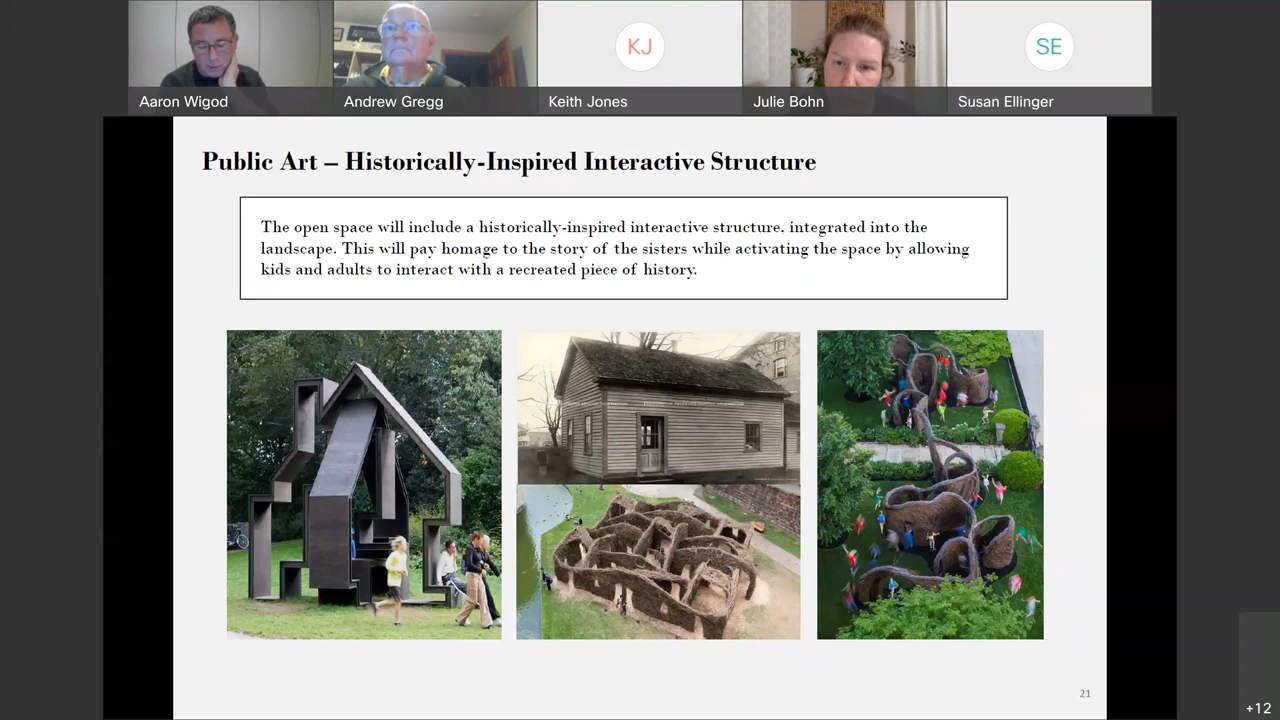 KJ
SE
Aaron Wigod
Andrew Gregg
Keith Jones
Julie Bohn
Susan Ellinger
Public Art – Historically-Inspired Interactive Structure
The open space will include a historically-inspired interactive structure, integrated into the
landscape. This will pay homage to the story of the sisters while activating the space by allowing
kids and adults to interact with a recreated piece of history.
21
+12